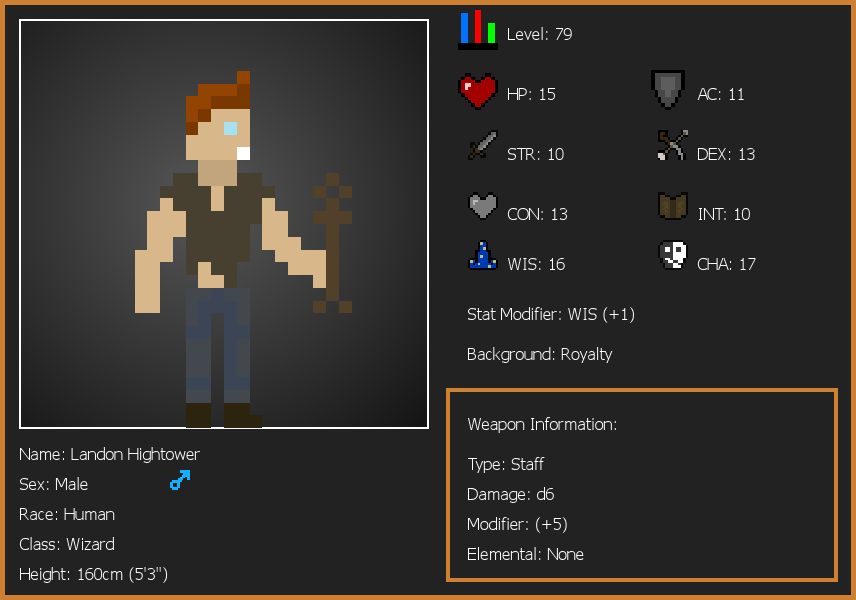 Level: 79
HP: 15
AC: 11
STR: 10
DEX: 13
CON: 13
INT: 10
WIS: 16
CHA: 17
Stat Modifier: WIS (+1)
Background: Royalty
Weapon Information:
Type: Staff
Damage: d6
Modifier: (+5)
Elemental: None
Name: Landon Hightower
Sex: Male
Race: Human
Class: Wizard
Height: 160cm (5'3")